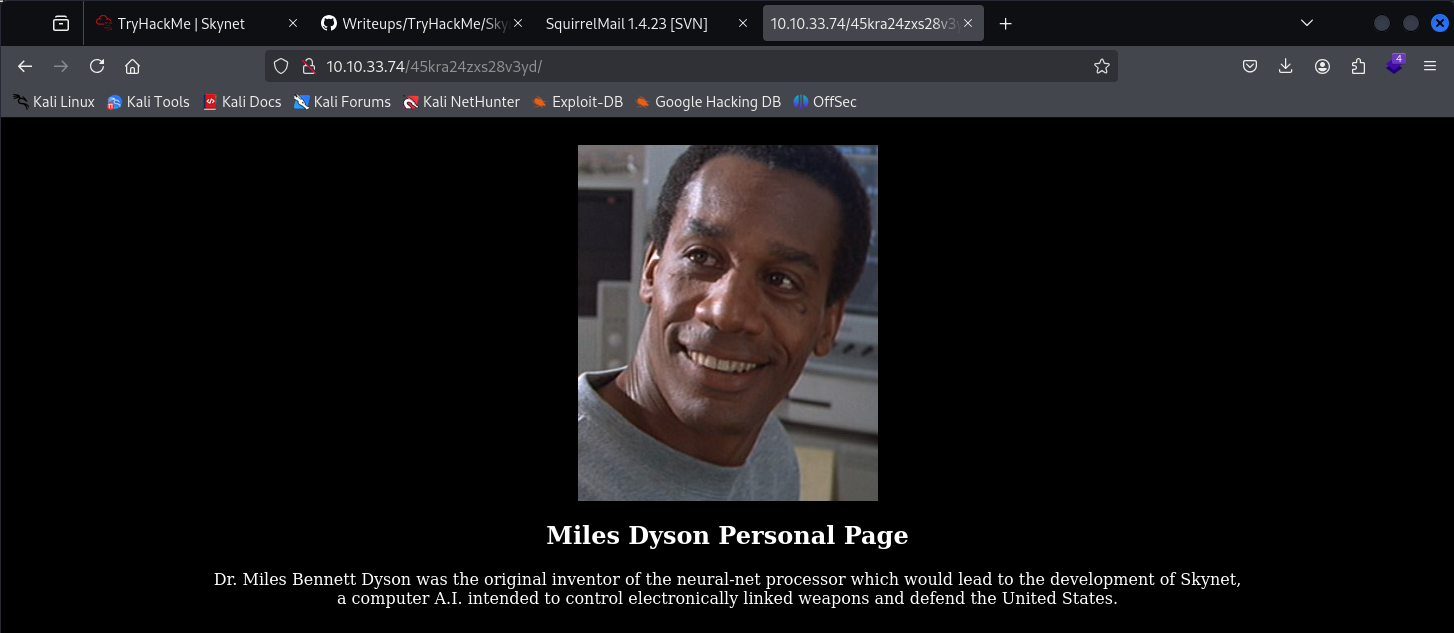 TryHackMe | Skynet
Writeups/TryHackMe/Sky
SquirrelMail 1.4.23 [SVN]
10.10.33.74/45kra24zxs28v3y
10.10.33.74/45kra24zxs28v3yd/
4
Kali Linux
Kali Tools
Kali Docs
Kali Forums
Kali NetHunter
Exploit-DB
Google Hacking DB
OffSec
Miles Dyson Personal Page
Dr. Miles Bennett Dyson was the original inventor of the neural-net processor which would lead to the development of Skynet,
a computer A.I. intended to control electronically linked weapons and defend the United States.